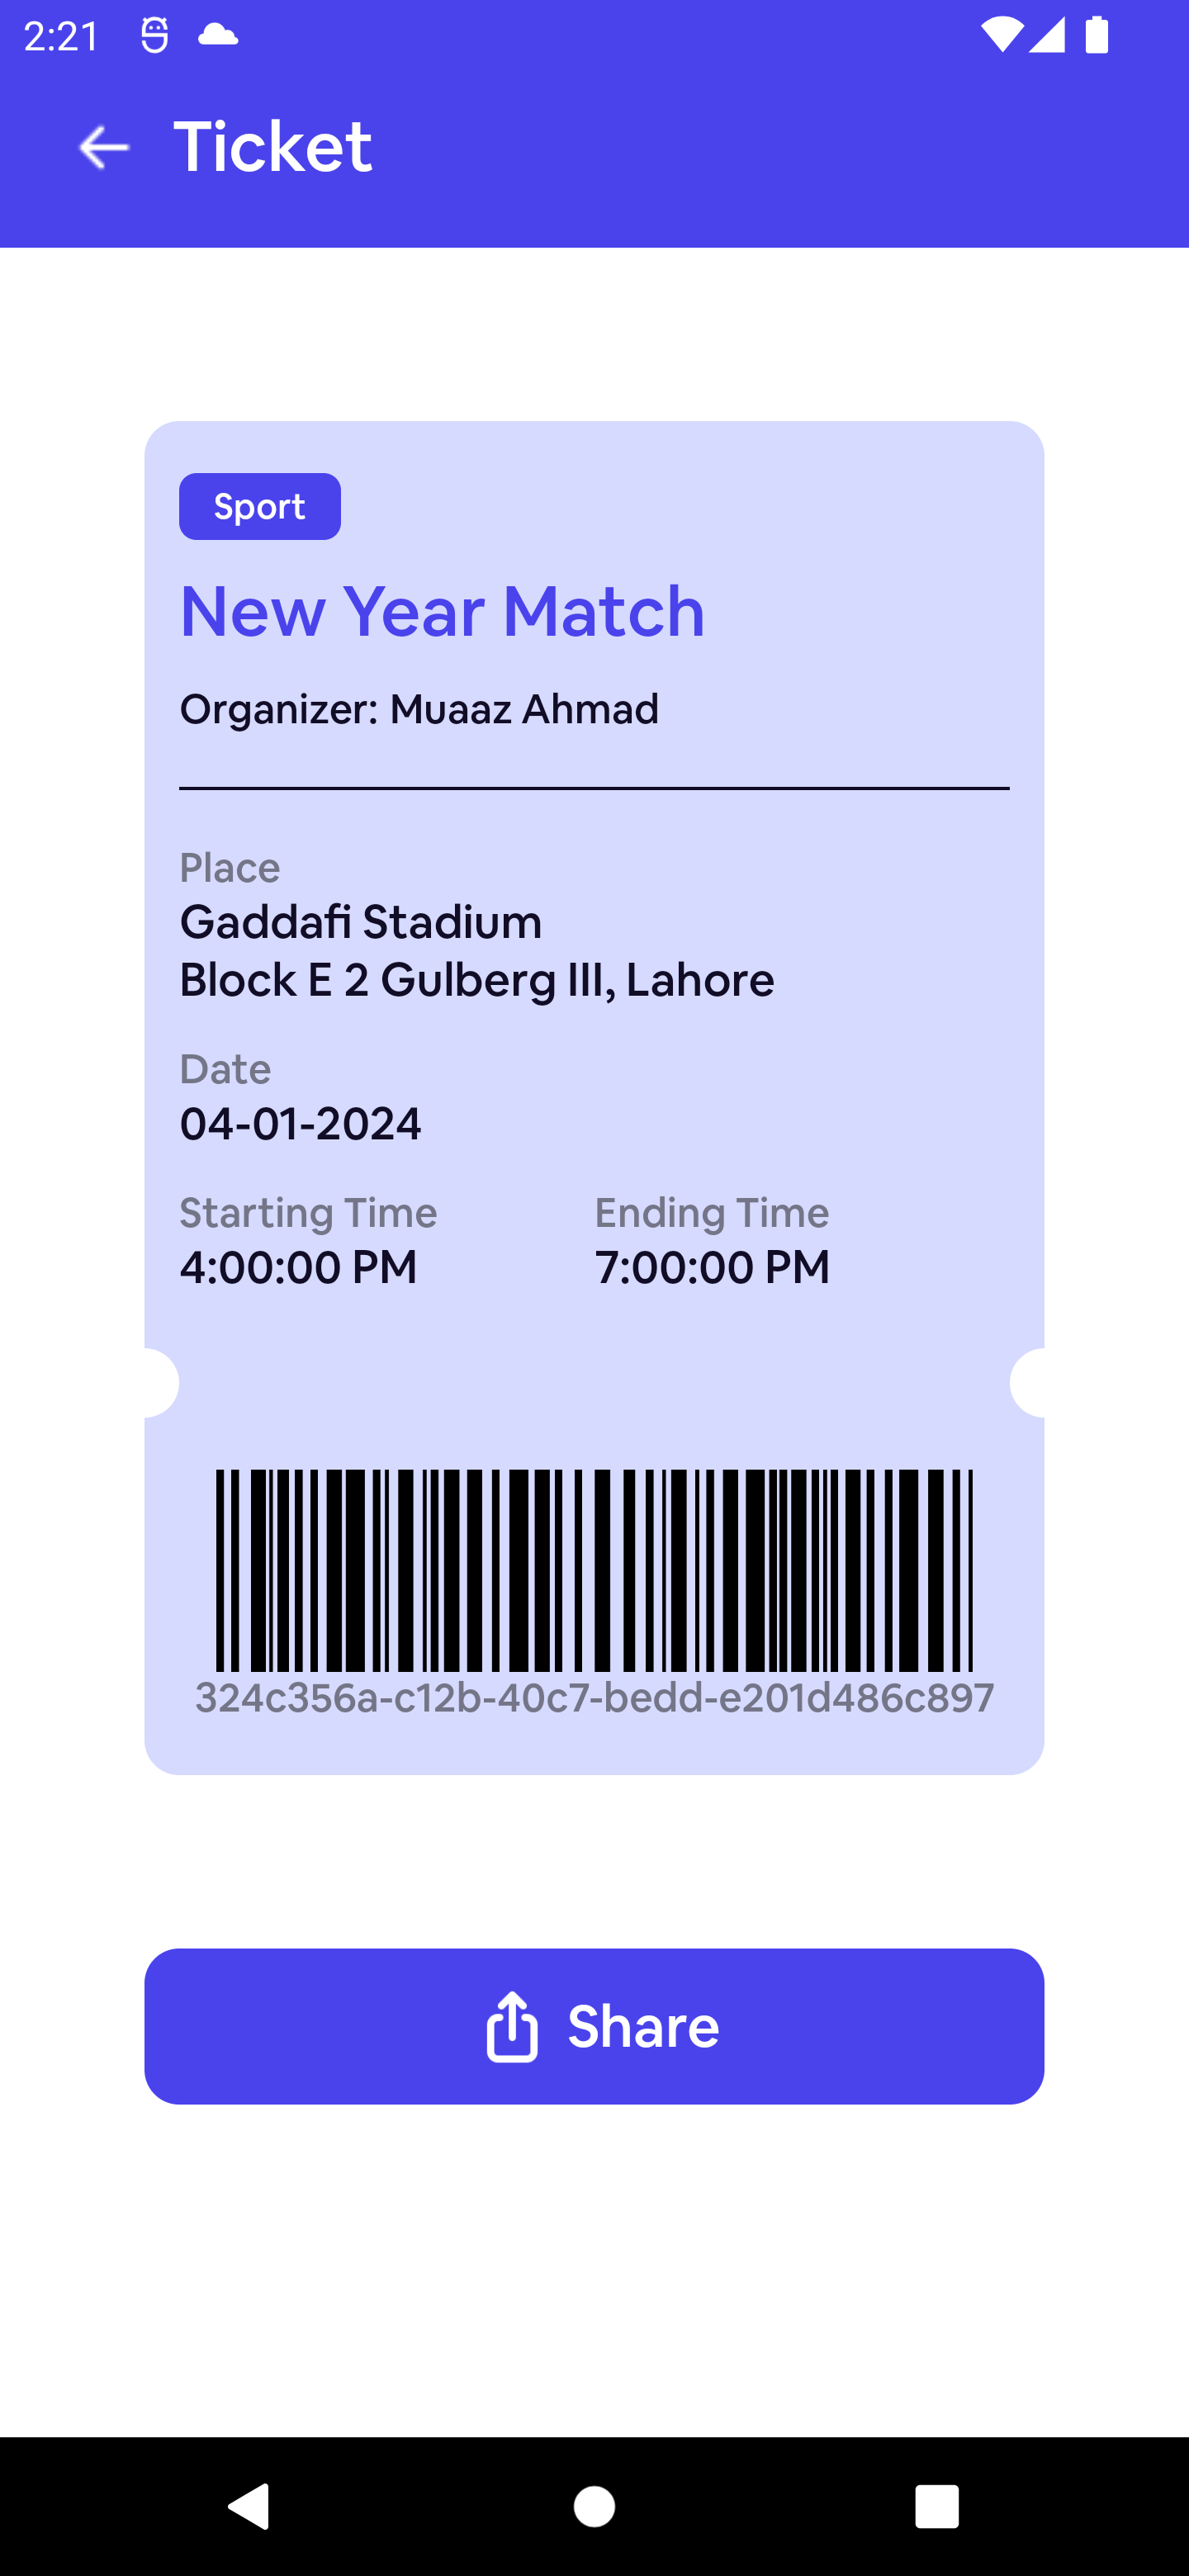 2:21
Ticket
Sport
New Year Match
Organizer: Muaaz Ahmad
Place
Gaddafi Stadium
Block E 2 Gulberg III, Lahore
Date
04-01-2024
Starting Time Ending Time
4:00:00 PM 7:00:00 PM
324c356a-c12b-40c7-bedd-e201d486c897
Share